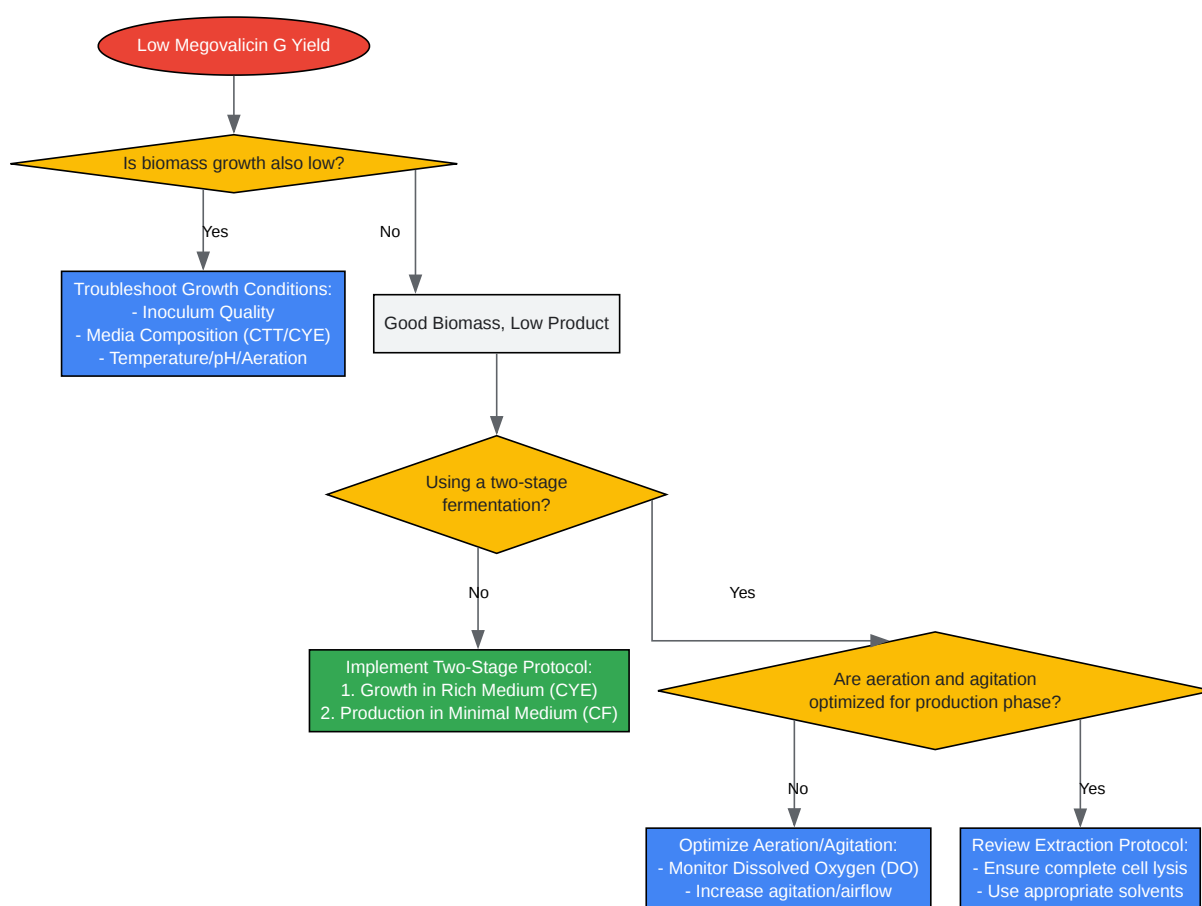 Low Megovalicin G Yield
Is biomass growth also low?
Yes
No
Troubleshoot Growth Conditions:
- Inoculum Quality
- Media Composition (CTT/CYE)
- Temperature/pH/Aeration
Good Biomass, Low Product
Using a two-stage
fermentation?
No
Yes
Implement Two-Stage Protocol:
1. Growth in Rich Medium (CYE)
2. Production in Minimal Medium (CF)
Are aeration and agitation
optimized for production phase?
No
Yes
Optimize Aeration/Agitation:
- Monitor Dissolved Oxygen (DO)
- Increase agitation/airflow
Review Extraction Protocol:
- Ensure complete cell lysis
- Use appropriate solvents